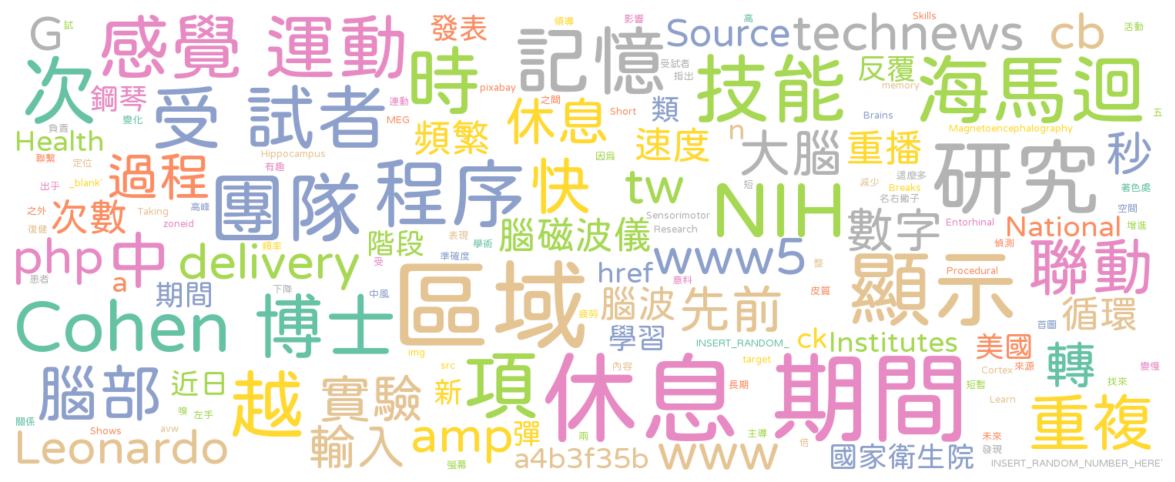 G
感覺 運動
發表
領導
影響
高
Skills
活動
試
次
鋼琴
受 試者
時
記憶
Source
technews
cb
受試者
指出
技能
反覆
海馬迴
pixabay
連動
MEG
變化
負責
Health
聯繫
定位
頻繁
休息
之間
Short
類
memory
Brains
五
Magnetoencephalography
n
速度
大腦
重播
研究
秒
Hippocampus
有趣
因為
過程
_blank'
出乎
團隊
程序
快
tw
NIH
短
減少
這麼多
Breaks
名右撇子
著色處
空間
增進
之外
次數
Taking
高峰
zoneid
復健
Sensorimotor
Research
數字
Entorhinal
National
偵測
php
中
a
患者
delivery
頻率
學術
表現
受
階段
準確度
腦磁波儀
www5
整
皮質
顯示
Procedural
聯動
期間
下降
中風
href
意料
區域
腦波
先前
循環
首圖
Cohen 博士
疲勞
學習
INSERT_RANDOM_
ck
Institutes
美國
來源
Cortex
轉
變慢
img
src
內容
target
腦部
近日
越
實驗
新
項
休息 期間
長期
短暫
Learn
找來
重複
關係
嗅
左手
Shows
avw
Leonardo
輸入
amp
彈
兩
主導
倍
未來
發現
螢幕
a4b3f35b
www
國家衛生院
INSERT_RANDOM_NUMBER_HERE